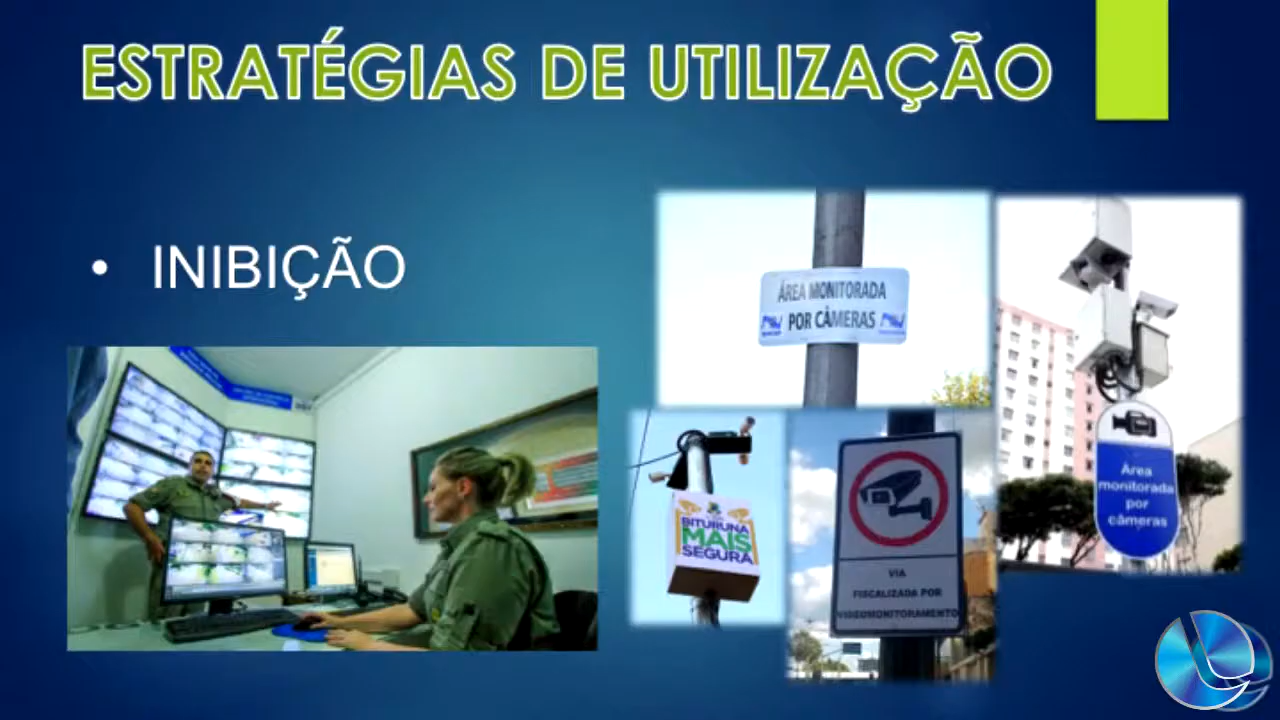 ESTRATÉGIAS DE UTILIZAÇÃO
• INIBIÇÃO
ÁREA MONITORADA
POR CÂMERAS
Área
monitorada
por
câmeras
BITURUNA
MAIS
SEGURA
VIA
FISCALIZADA POR
VIDEOMONITORAMENTO